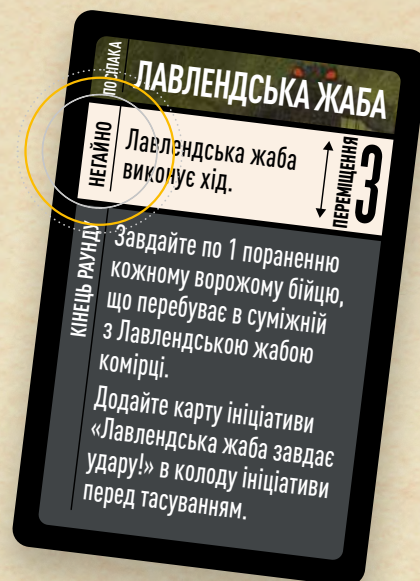 ПОСІПАКА
ЛАВЛЕНДСЬКА ЖАБА
НЕГАЙНО
Лавлендська жаба
виконує хід.
ПЕРЕМІЩЕННЯ
3
КІНЕЦЬ РАУНДУ
Завдайте по 1 пораненню
кожному ворожому бійцю,
що перебуває в суміжній
з Лавлендською жабою
комірці.
Додайте карту ініціативи
«Лавлендська жаба завдає
удару!» в колоду ініціативи
перед тасуванням.